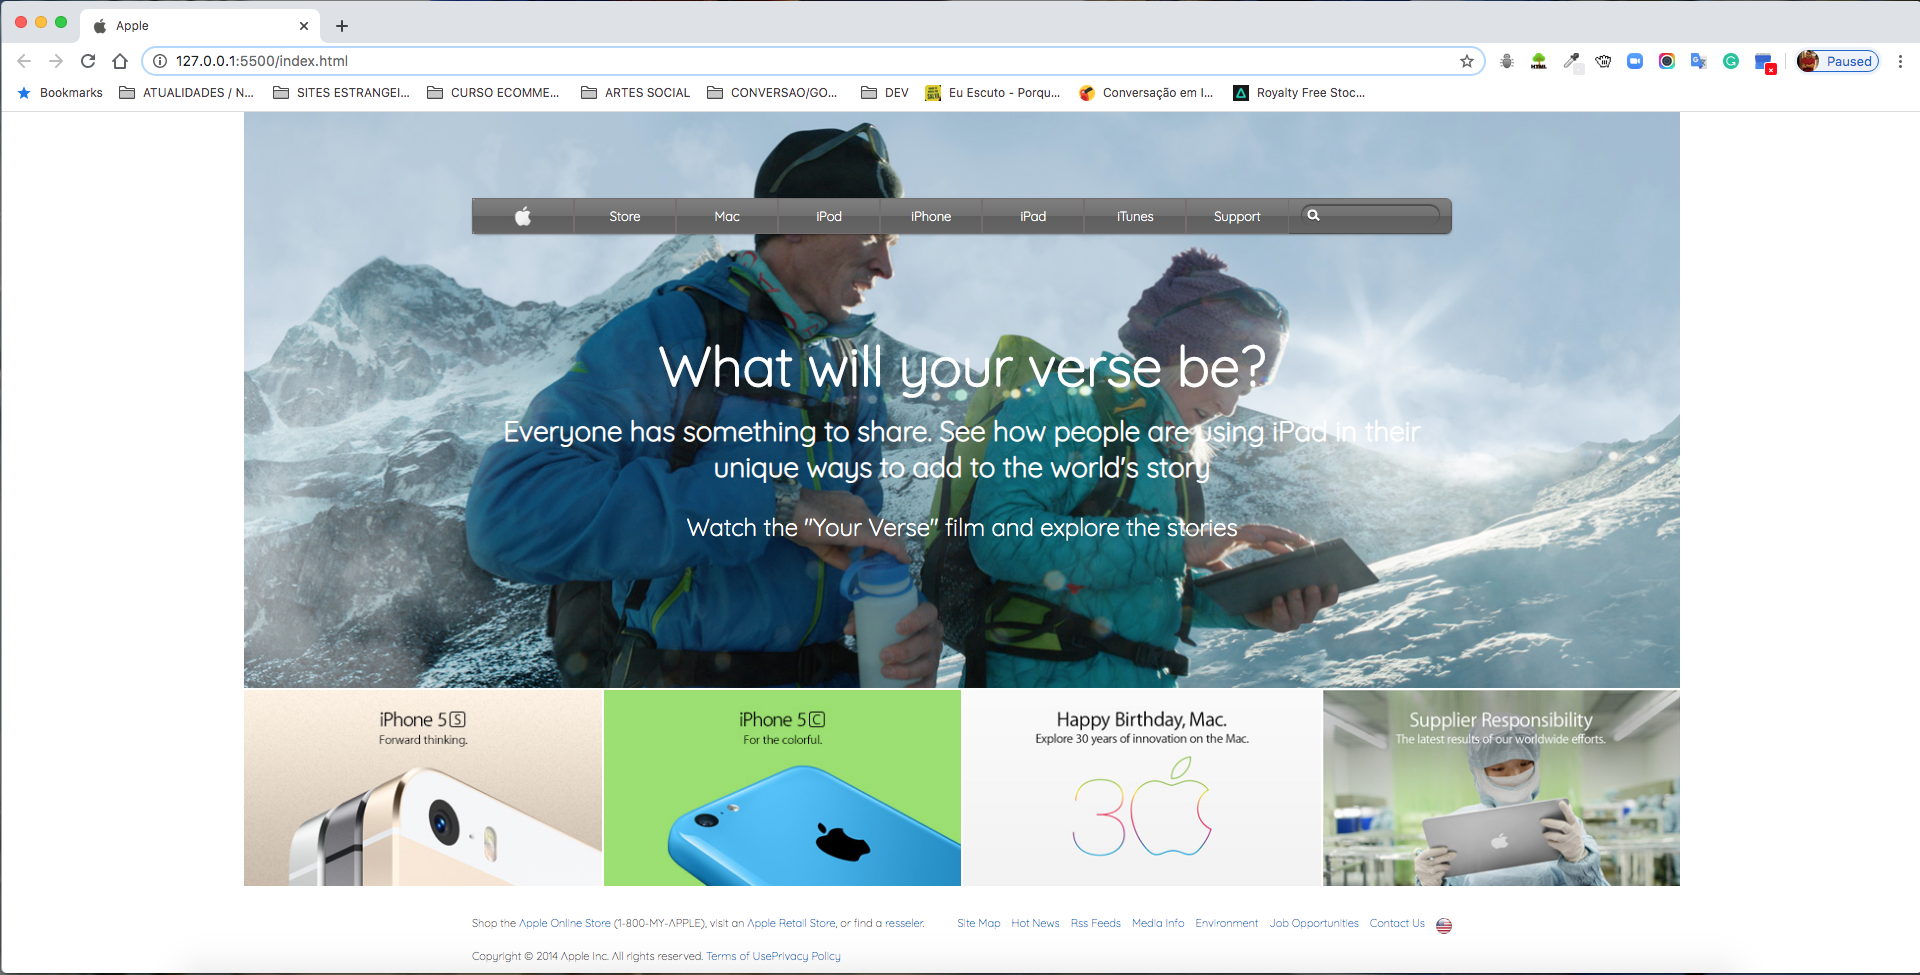 Apple
127.0.0.1:5500/index.html
Paused
Bookmarks ATUALIDADES / N... SITES ESTRANGEI... CURSO ECOMME... ARTES SOCIAL CONVERSAO/GO... DEV Eu Escuto - Porqu... Conversação em I... Royalty Free Stoc...
Store Mac iPod iPhone iPad iTunes Support
What will your verse be?
Everyone has something to share. See how people are using iPad in their
unique ways to add to the world's story
Watch the "Your Verse" film and explore the stories
iPhone 5S
Forward thinking.
iPhone 5C
For the colorful.
Happy Birthday, Mac.
Explore 30 years of innovation on the Mac.
30
Supplier Responsibility
The latest results of our worldwide efforts.
Shop the Apple Online Store (1-800-MY-APPLE), visit an Apple Retail Store, or find a resseler. Site Map Hot News Rss Feeds Media Info Environment Job Opportunities Contact Us
Copyright © 2014 Apple Inc. All rights reserved. Terms of UsePrivacy Policy